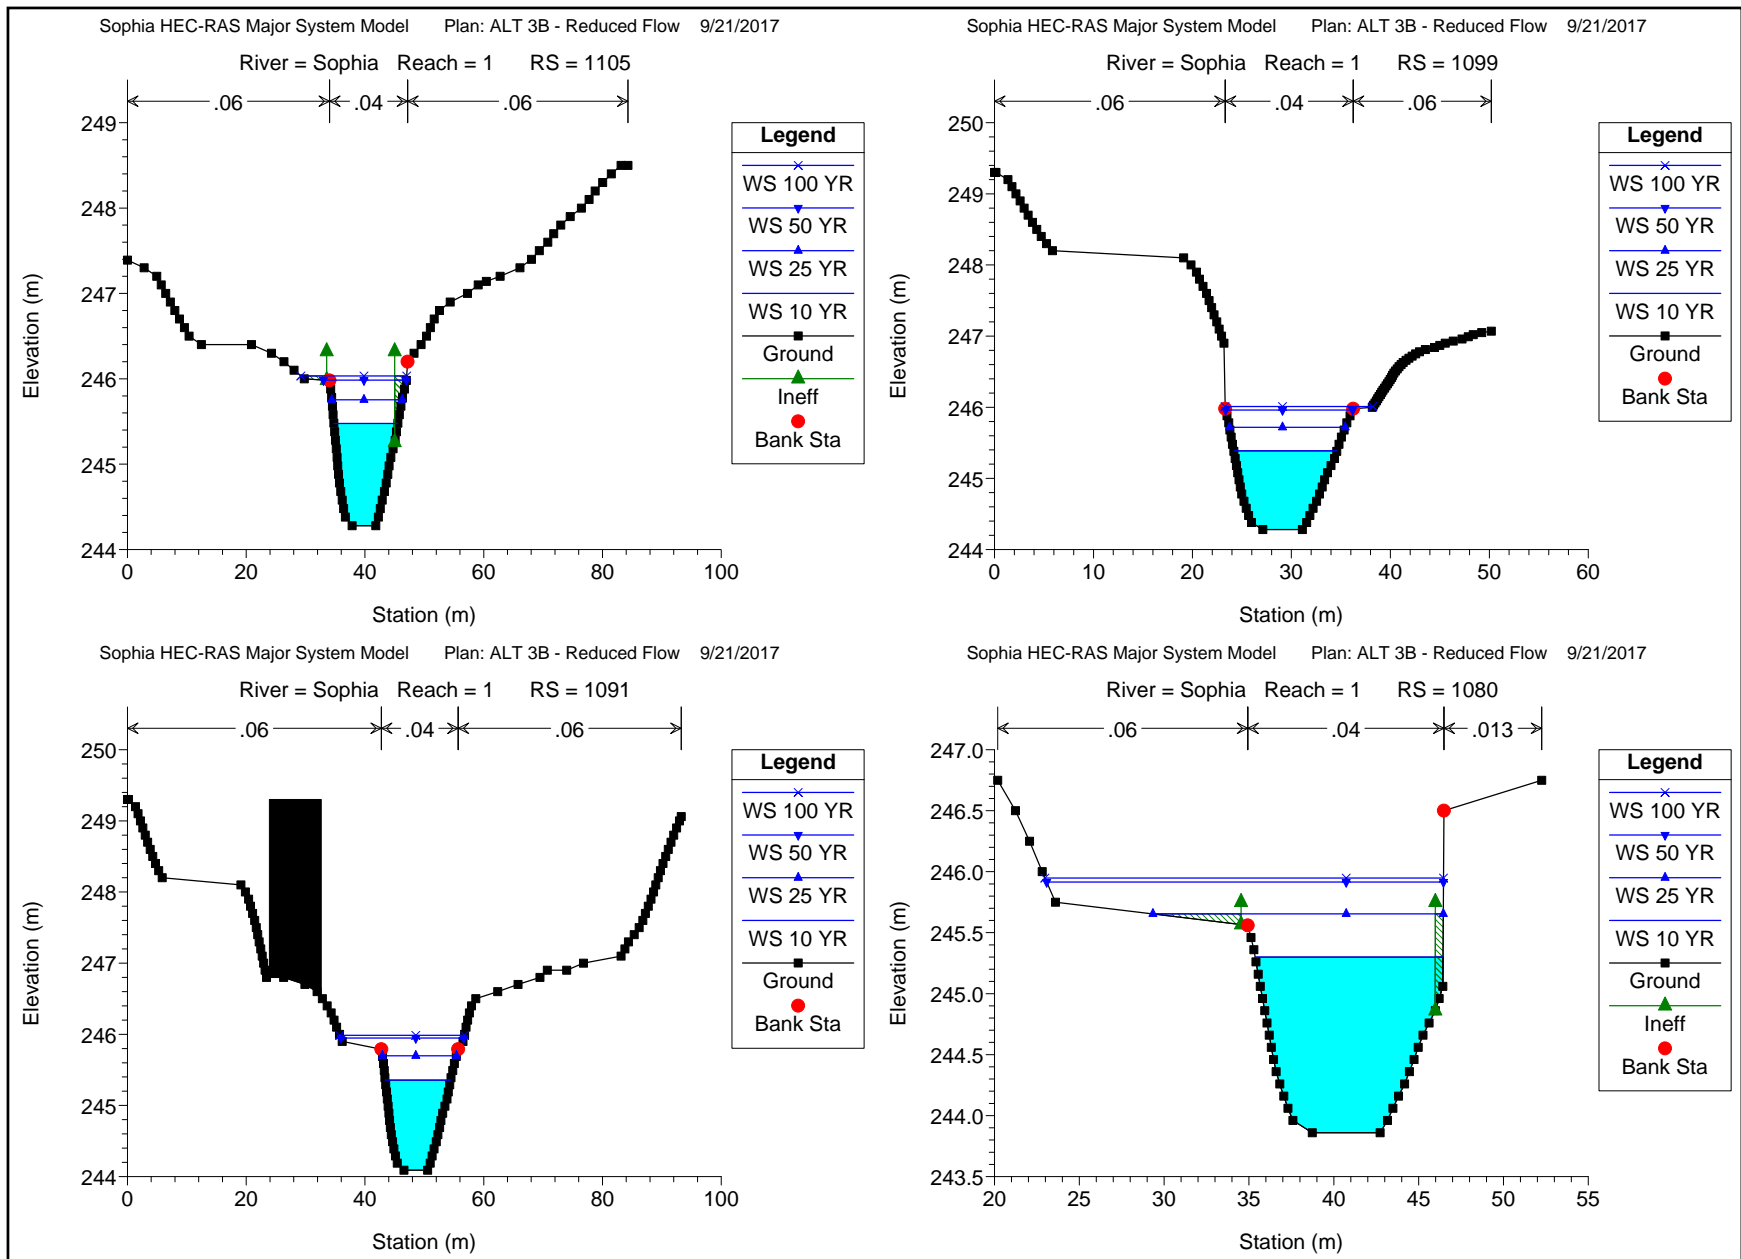 Sophia HEC-RAS Major System Model Plan: ALT 3B - Reduced Flow 9/21/2017
River = Sophia Reach = 1 RS = 1105
.06 .04 .06
249
248
247
246
245
244
0 20 40 60 80 100
Elevation (m)
Station (m)
Legend
WS 100 YR
WS 50 YR
WS 25 YR
WS 10 YR
Ground
Ineff
Bank Sta
Sophia HEC-RAS Major System Model Plan: ALT 3B - Reduced Flow 9/21/2017
River = Sophia Reach = 1 RS = 1099
.06 .04 .06
250
249
248
247
246
245
244
0 10 20 30 40 50 60
Elevation (m)
Station (m)
Legend
WS 100 YR
WS 50 YR
WS 25 YR
WS 10 YR
Ground
Bank Sta
Sophia HEC-RAS Major System Model Plan: ALT 3B - Reduced Flow 9/21/2017
River = Sophia Reach = 1 RS = 1091
.06 .04 .06
250
249
248
247
246
245
244
0 20 40 60 80 100
Elevation (m)
Station (m)
Legend
WS 100 YR
WS 50 YR
WS 25 YR
WS 10 YR
Ground
Bank Sta
Sophia HEC-RAS Major System Model Plan: ALT 3B - Reduced Flow 9/21/2017
River = Sophia Reach = 1 RS = 1080
.06 .04 .013
247.0
246.5
246.0
245.5
245.0
244.5
244.0
243.5
20 25 30 35 40 45 50 55
Elevation (m)
Station (m)
Legend
WS 100 YR
WS 50 YR
WS 25 YR
WS 10 YR
Ground
Ineff
Bank Sta